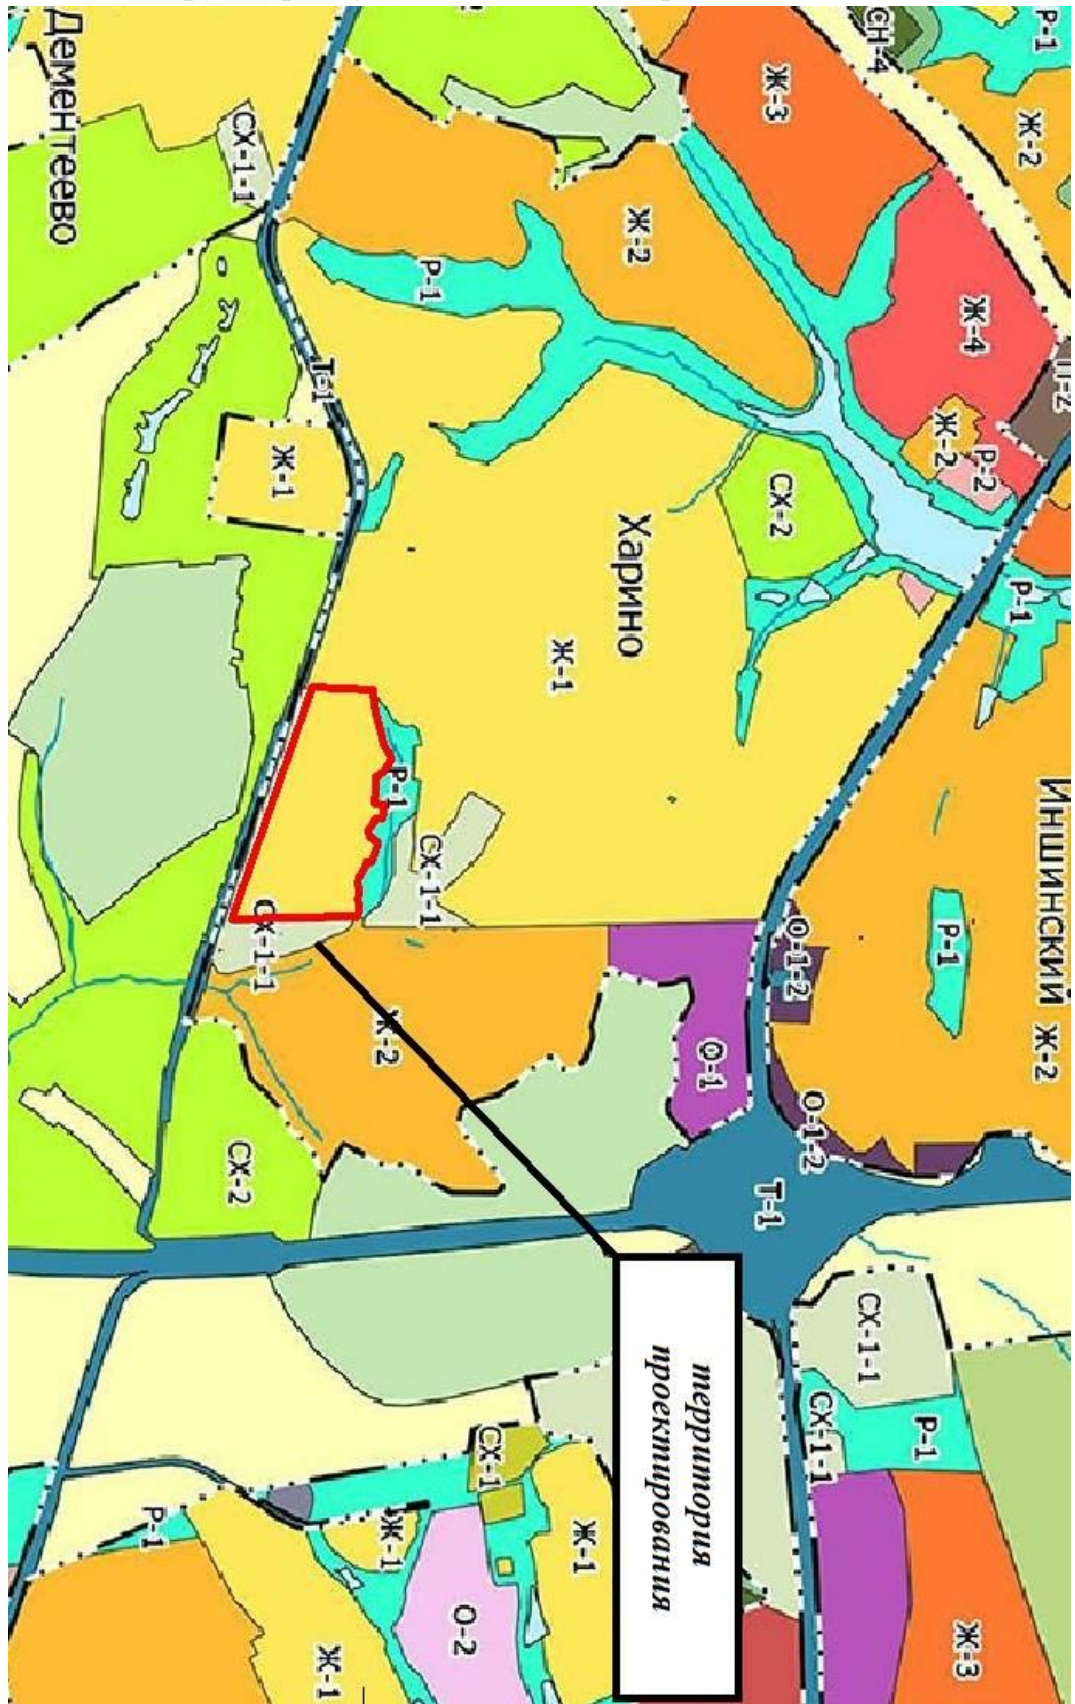 Р-1
П-2
Иншинский
Ж-2
Ж-2
Р-1
Р-2
Ж-4
Ж-2
Р-1
Ж-3
Р-1
СН-4
СХ-1-1
СХ-1-1
О-1-2
О-1-2
Ж-3
СХ-2
Т-1
Ф-1
территория
проектирования
Ж-2
Харино
Ж-1
Ж-1
СХ-1
О-2
Р-1
СХ-1-1
Р-1
Ж-2
Ж-1
Т-1
Ж-1
Ж-1
СХ-1-1
СХ-1-1
СХ-2
Р-1
Дементеево